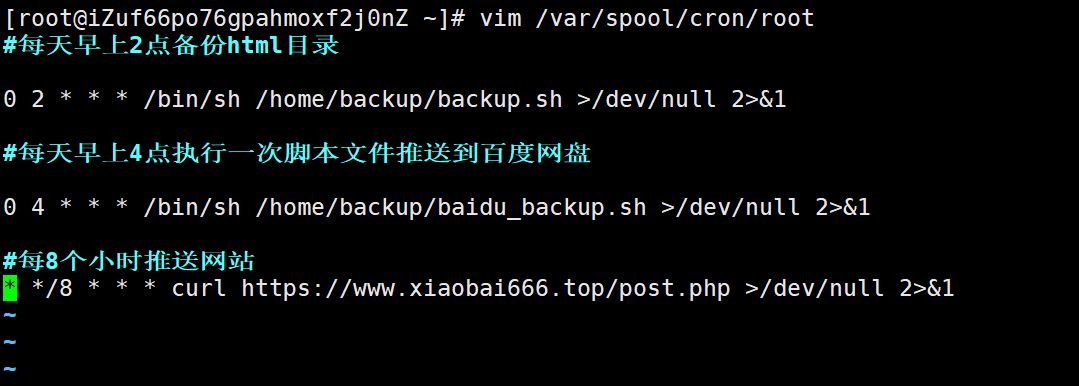 [root@iZuf66po76gpahmoxf2j0nZ ~]# vim /var/spool/cron/root
#每天早上2点备份html目录
0 2 * * * /bin/sh /home/backup/backup.sh >/dev/null 2>&1
#每天早上4点执行一次脚本文件推送到百度网盘
0 4 * * * /bin/sh /home/backup/baidu_backup.sh >/dev/null 2>&1
#每8个小时推送网站
* */8 * * * curl https://www.xiaobai666.top/post.php >/dev/null 2>&1
~
~
~